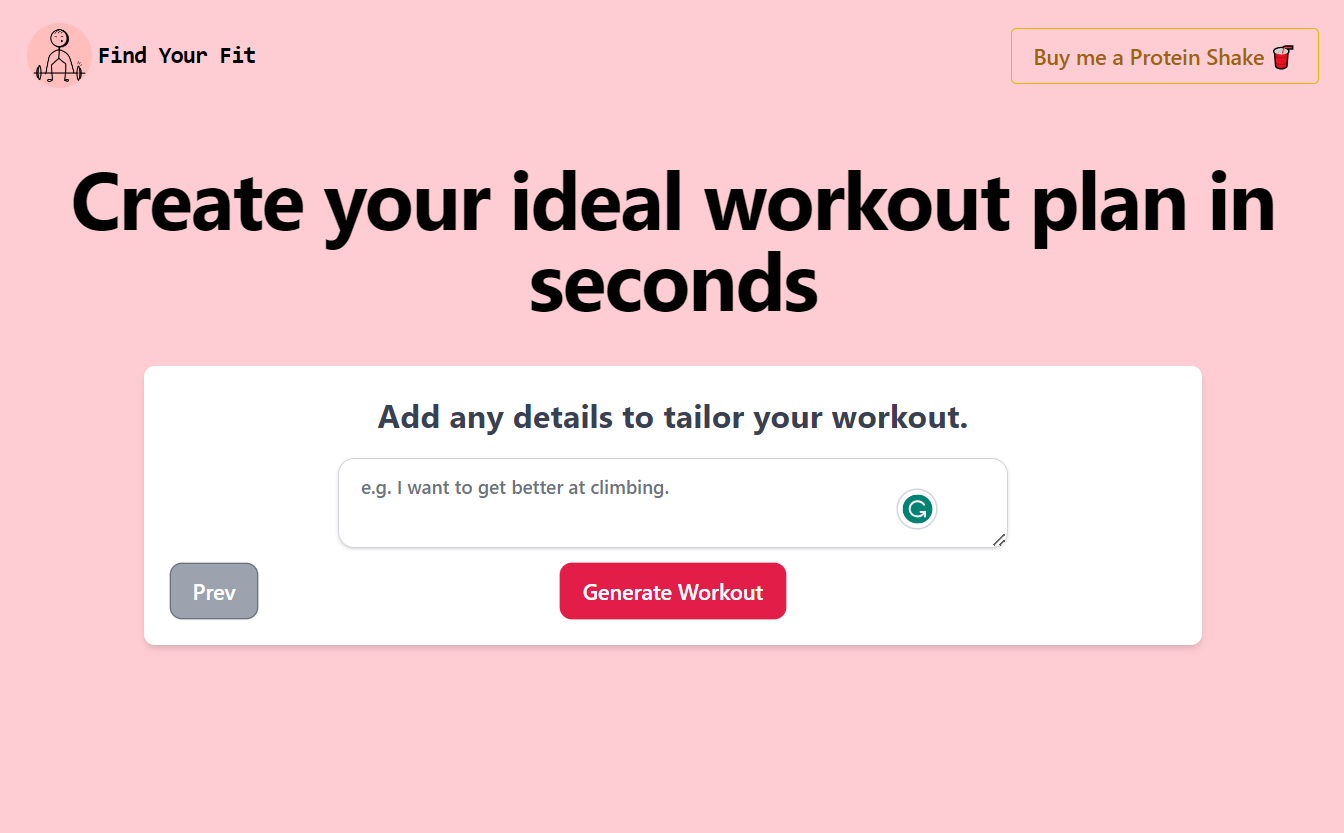 Find Your Fit
Buy me a Protein Shake
Create your ideal workout plan in
seconds
Add any details to tailor your workout.
e.g. I want to get better at climbing.
Prev
Generate Workout